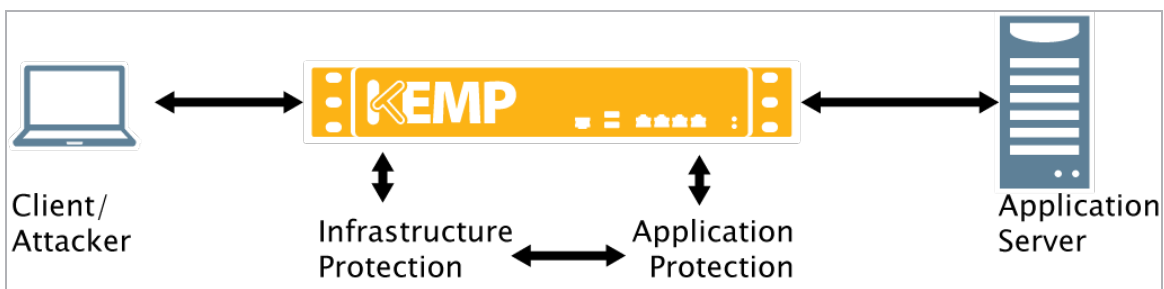 KEMP
Client/
Attacker
Infrastructure
Protection
Application
Protection
Application
Server